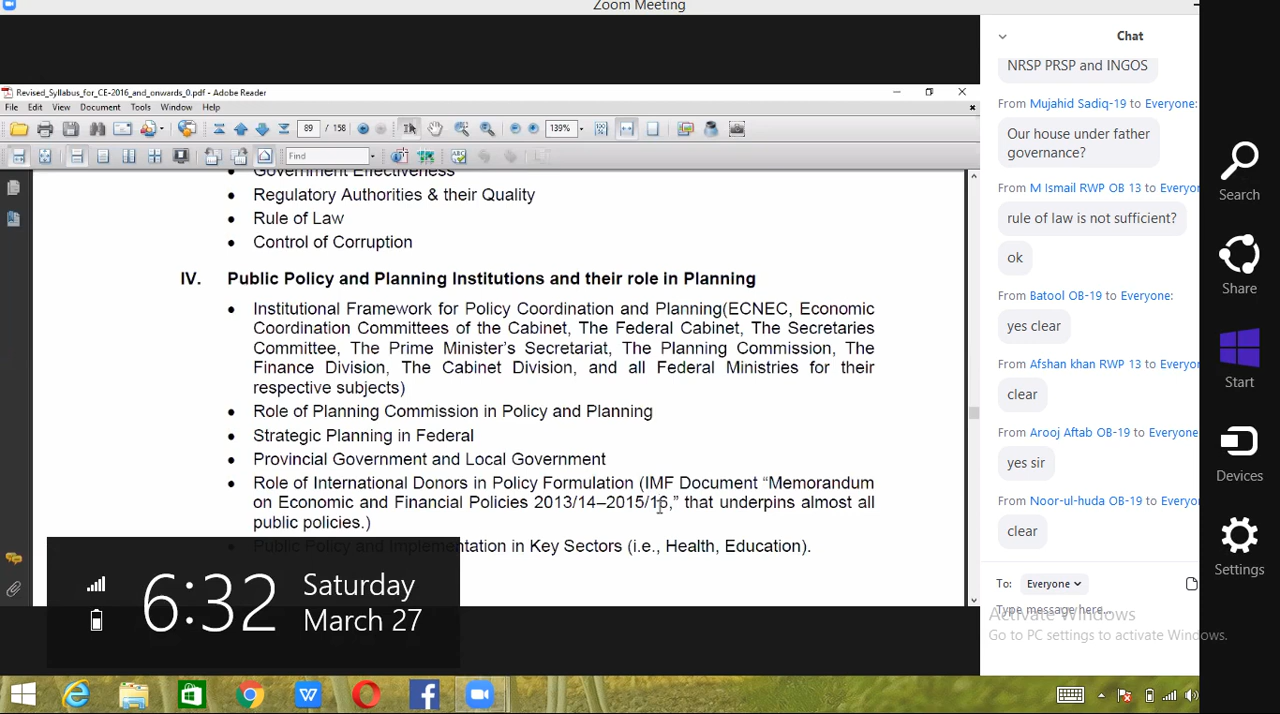 Zoom Meeting
Revised_Syllabus_for_CE-2016_and_onwards_0.pdf - Adobe Reader
File Edit View Document Tools Window Help
89 / 158 139%
Find
Government Effectiveness
• Regulatory Authorities & their Quality
• Rule of Law
• Control of Corruption
IV. Public Policy and Planning Institutions and their role in Planning
• Institutional Framework for Policy Coordination and Planning(ECNEC, Economic
Coordination Committees of the Cabinet, The Federal Cabinet, The Secretaries
Committee, The Prime Minister's Secretariat, The Planning Commission, The
Finance Division, The Cabinet Division, and all Federal Ministries for their
respective subjects)
• Role of Planning Commission in Policy and Planning
• Strategic Planning in Federal
• Provincial Government and Local Government
• Role of International Donors in Policy Formulation (IMF Document “Memorandum
on Economic and Financial Policies 2013/14–2015/16,” that underpins almost all
public policies.)
• Public Policy and Implementation in Key Sectors (i.e., Health, Education).
6:32
Saturday
March 27
Chat
NRSP PRSP and INGOS
From Mujahid Sadiq-19 to Everyone:
Our house under father
governance?
From M Ismail RWP OB 13 to Everyon
rule of law is not sufficient?
ok
From Batool OB-19 to Everyone:
yes clear
From Afshan khan RWP 13 to Everyon
clear
From Arooj Aftab OB-19 to Everyone:
yes sir
From Noor-ul-huda OB-19 to Everyon
clear
To: Everyone
Type message here...
Activate Windows
Go to PC settings to activate Windows.
Search
Share
Start
Devices
Settings